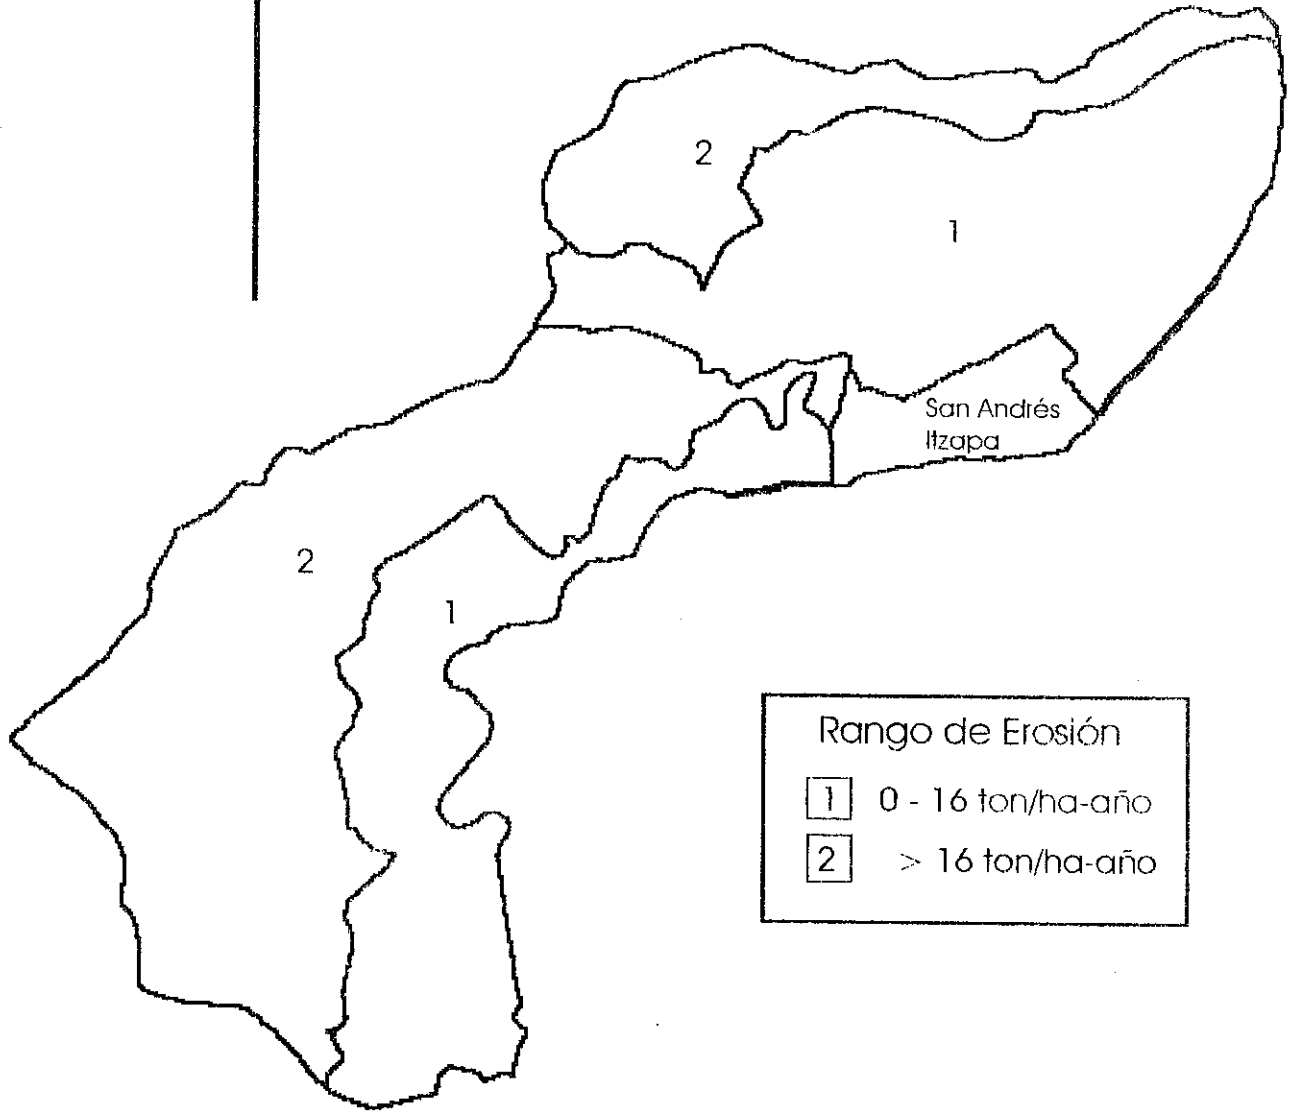 2
1
San Andrés
Itzapa
2
1
Rango de Erosión
1 0 - 16 ton/ha-año
2 > 16 ton/ha-año